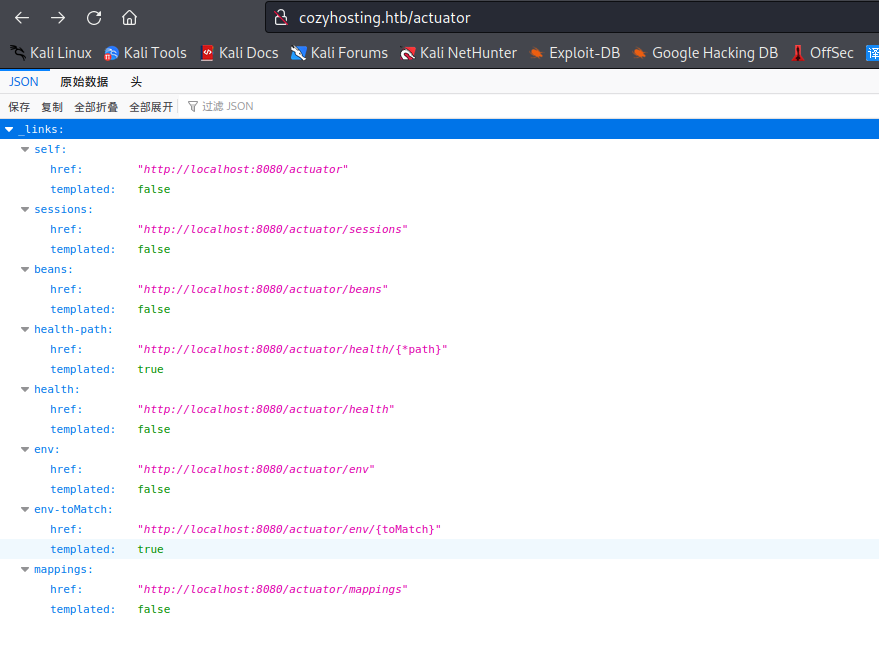 cozyhosting.htb/actuator
Kali Linux Kali Tools Kali Docs Kali Forums Kali NetHunter Exploit-DB Google Hacking DB OffSec 译
JSON 原始数据 头
保存 复制 全部折叠 全部展开 过滤 JSON
_links:
self:
href: "http://localhost:8080/actuator"
templated: false
sessions:
href: "http://localhost:8080/actuator/sessions"
templated: false
beans:
href: "http://localhost:8080/actuator/beans"
templated: false
health-path:
href: "http://localhost:8080/actuator/health/{*path}"
templated: true
health:
href: "http://localhost:8080/actuator/health"
templated: false
env:
href: "http://localhost:8080/actuator/env"
templated: false
env-toMatch:
href: "http://localhost:8080/actuator/env/{toMatch}"
templated: true
mappings:
href: "http://localhost:8080/actuator/mappings"
templated: false